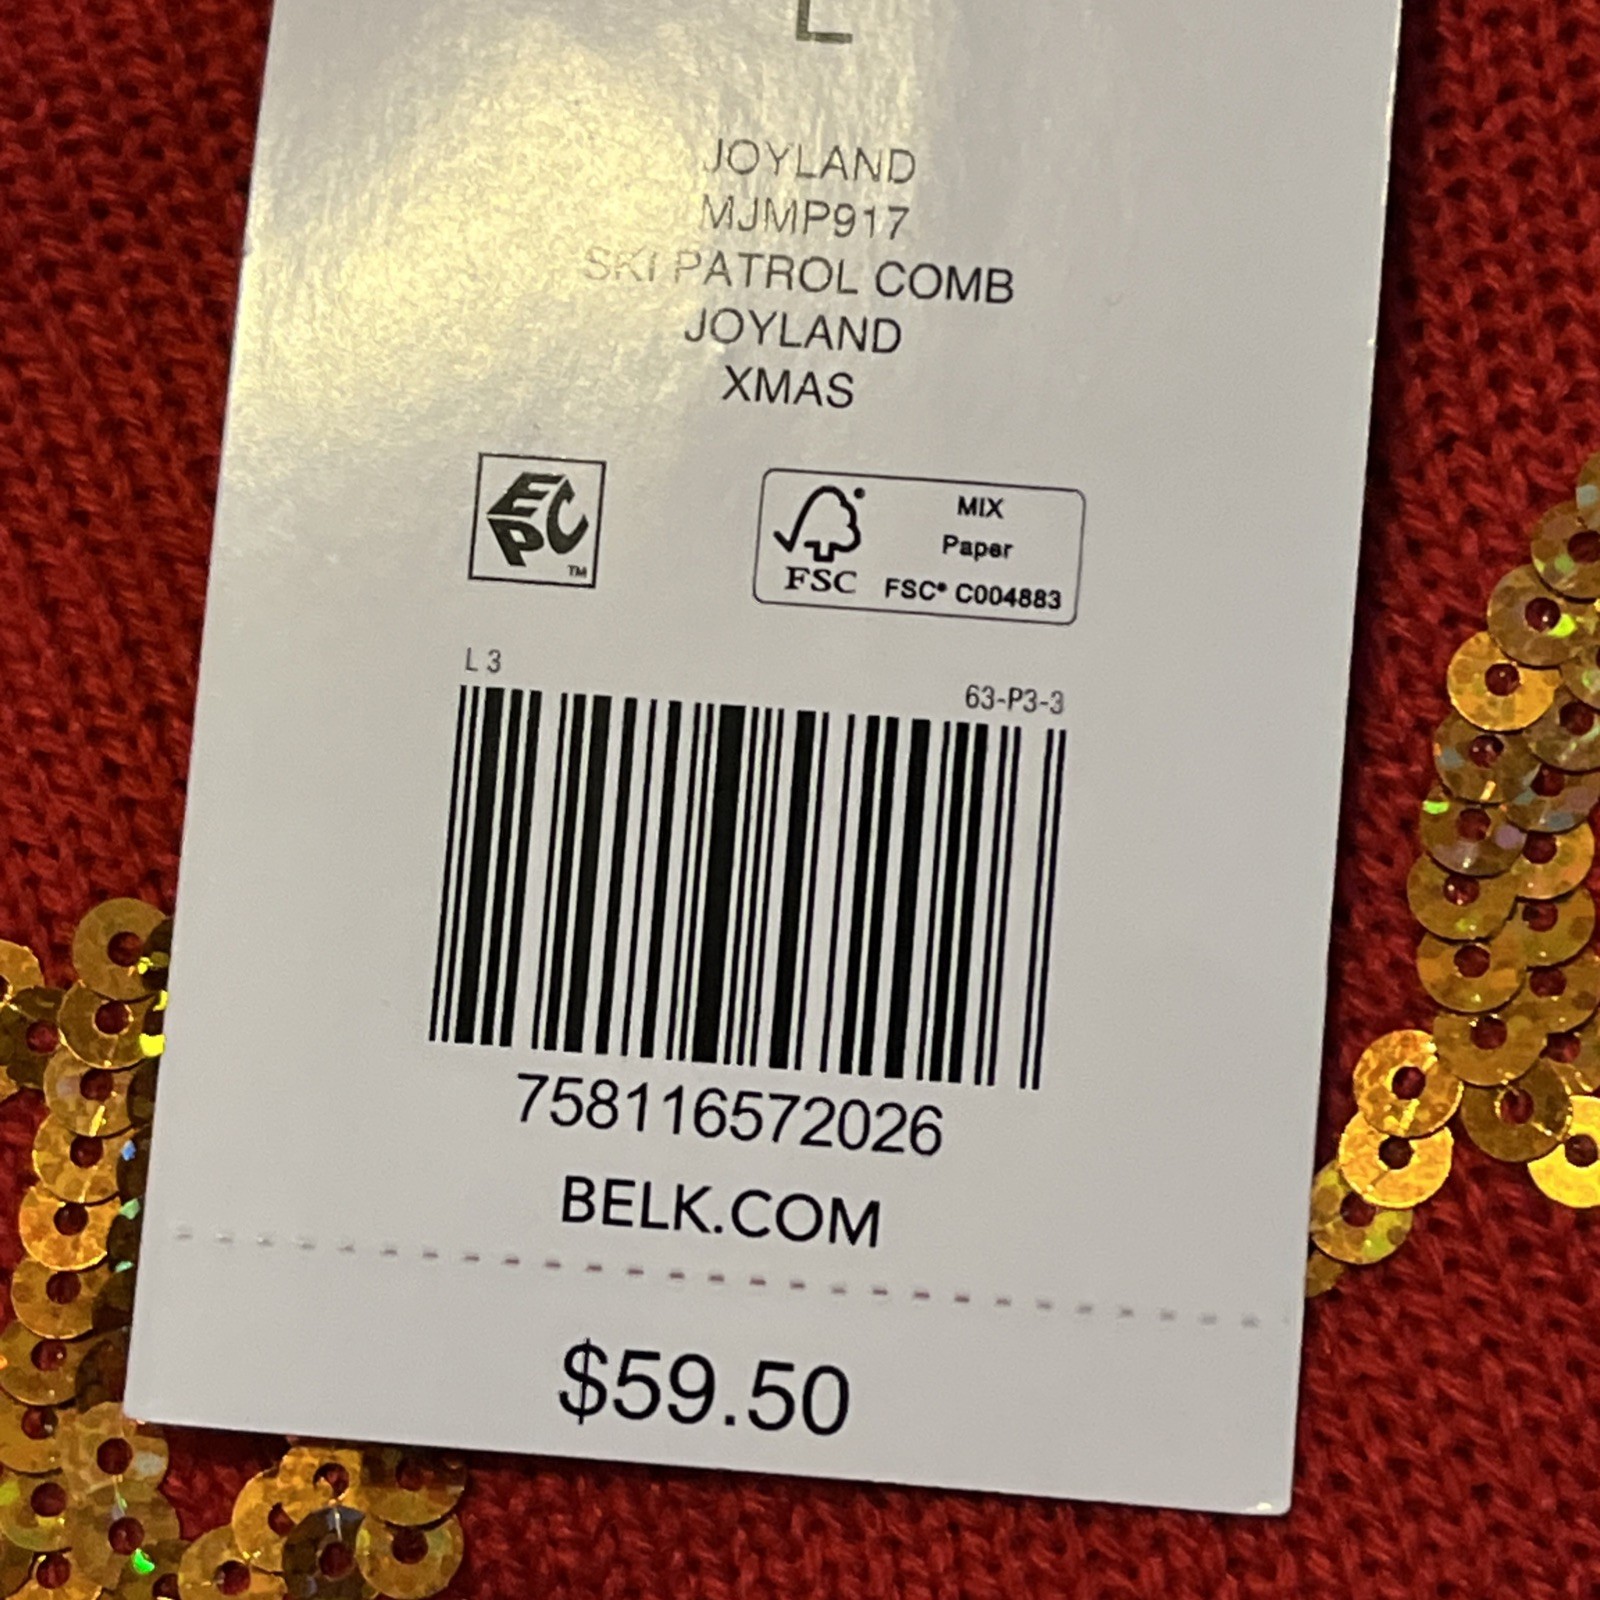 L
JOYLAND
MJMP917
SKI PATROL COMB
JOYLAND
XMAS
EPC
TM
MIX
Paper
FSC
FSC® C004883
L 3
63-P3-3
758116572026
BELK.COM
$59.50